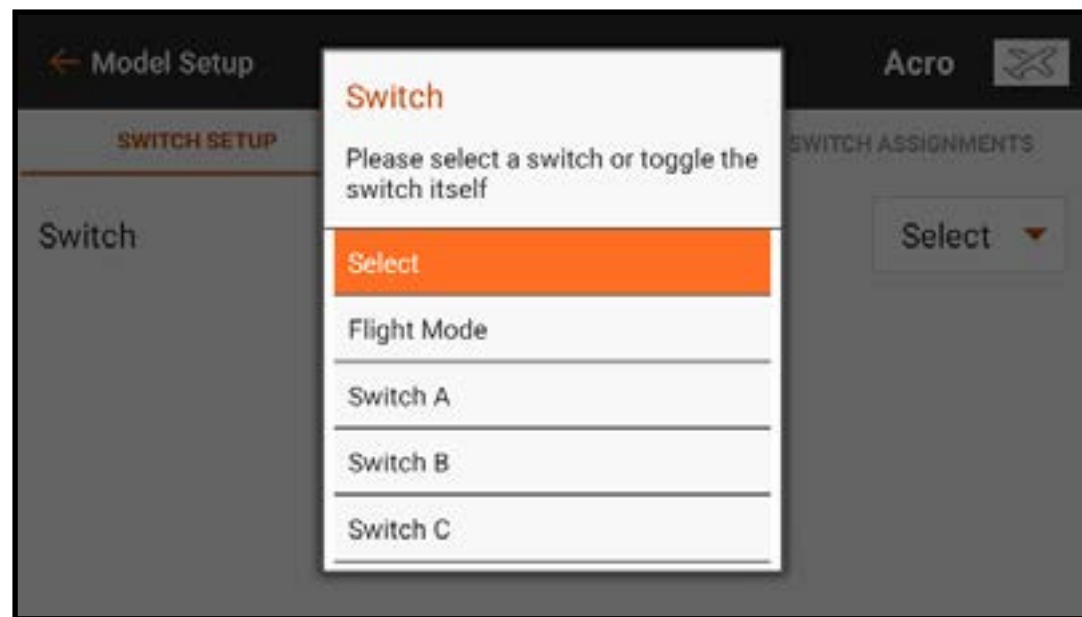 Model Setup
Acro
SWITCH SETUP
SWITCH ASSIGNMENTS
Switch
Select
Switch
Please select a switch or toggle the
switch itself
Select
Flight Mode
Switch A
Switch B
Switch C